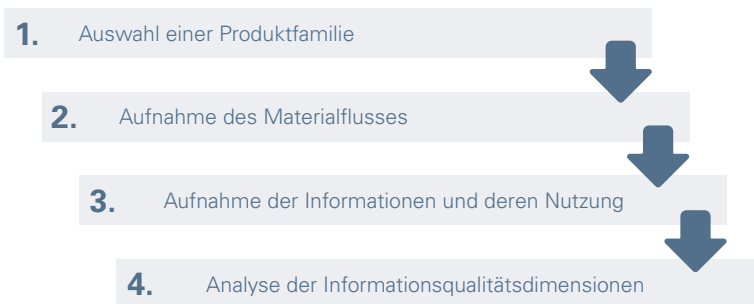 1. Auswahl einer Produktfamilie
2. Aufnahme des Materialflusses
3. Aufnahme der Informationen und deren Nutzung
4. Analyse der Informationsqualitätsdimensionen